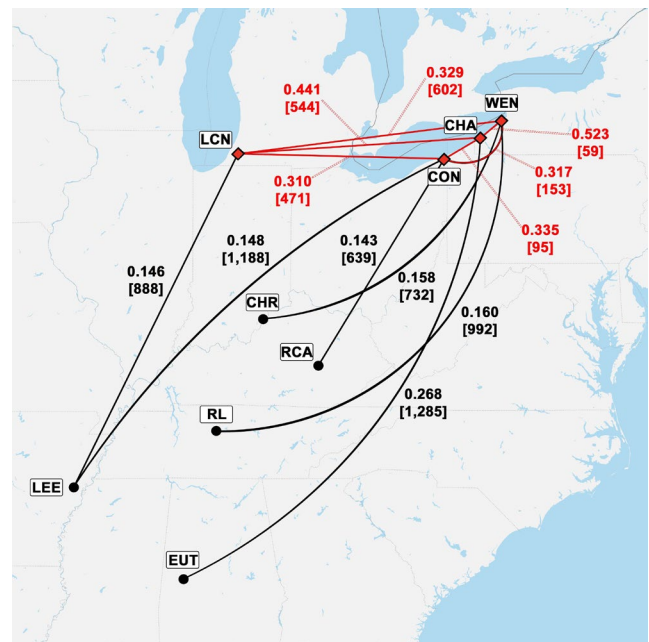 0.329
[602]
0.441
[544]
WEN
CHA
LCN
0.523
[59]
CON
0.317
[153]
0.310
[471]
0.335
[95]
0.148
[1,188]
0.143
[639]
0.146
[888]
0.158
[732]
CHR
0.160
[992]
RCA
0.268
[1,285]
RL
LEE
EUT